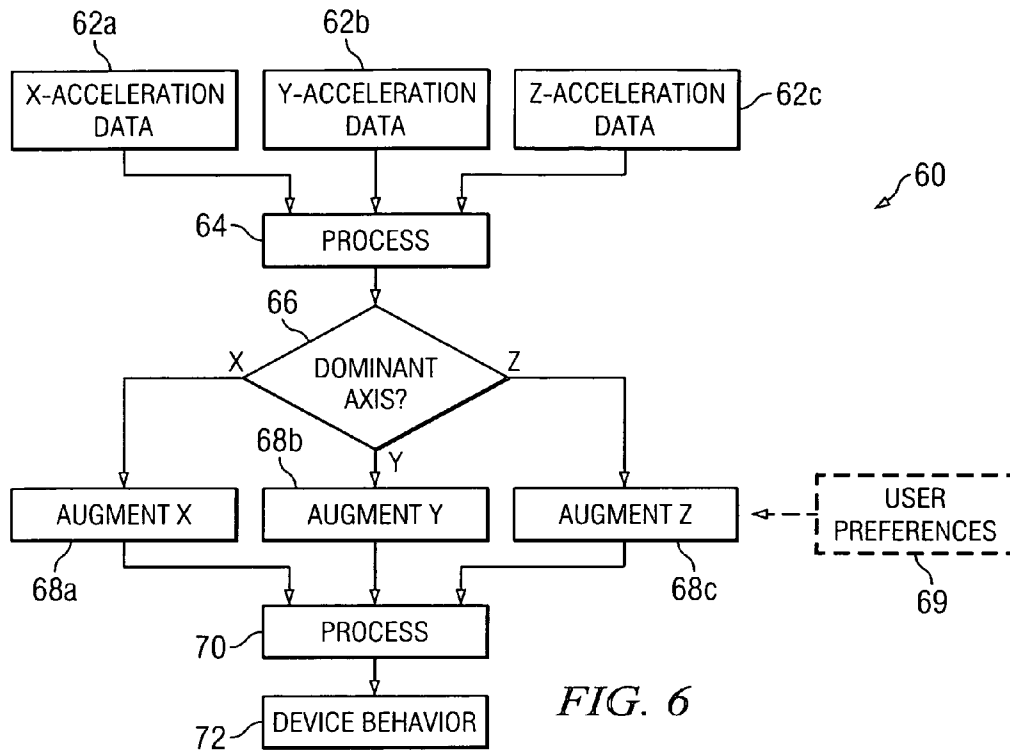 62a
62b
X-ACCELERATION
DATA
Y-ACCELERATION
DATA
Z-ACCELERATION
DATA
62c
60
64
PROCESS
66
X
DOMINANT
AXIS?
Z
Y
68b
AUGMENT X
AUGMENT Y
AUGMENT Z
USER
PREFERENCES
68a
68c
69
70
PROCESS
72
DEVICE BEHAVIOR
FIG. 6